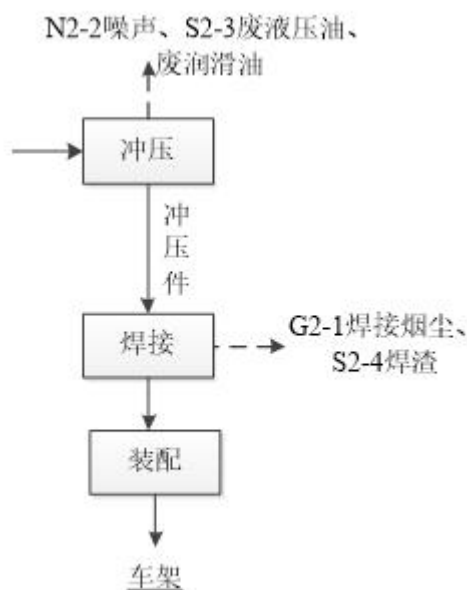 N2-2噪声、S2-3废液压油、
废润滑油
冲压
冲
压
件
焊接
G2-1焊接烟尘、
S2-4焊渣
装配
车架